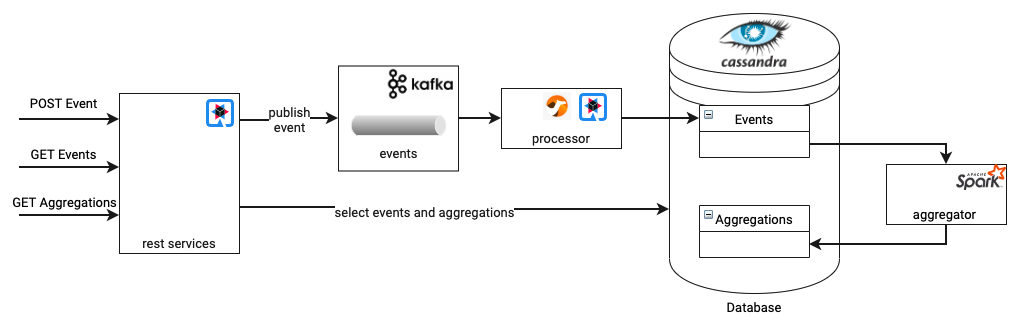 POST Event
GET Events
GET Aggregations
rest services
publish
event
kafka
events
processor
cassandra
Events
select events and aggregations
Aggregations
APACHE
Spark
aggregator
Database